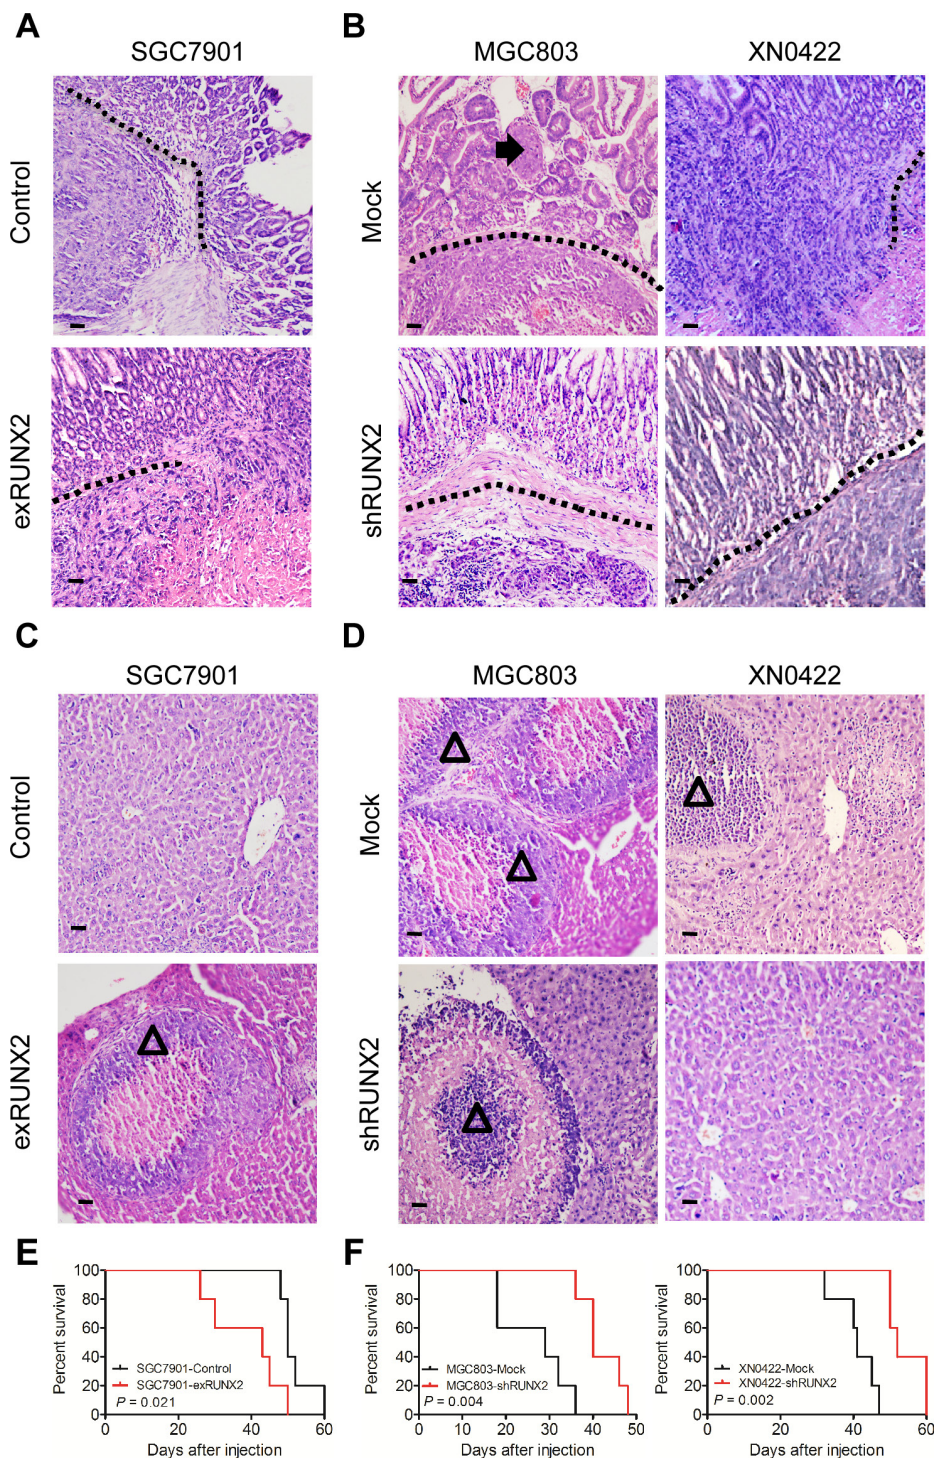 A
B
SGC7901
MGC803
XN0422
Control
Mock
exRUNX2
shRUNX2
C
D
SGC7901
MGC803
XN0422
Control
Mock
exRUNX2
shRUNX2
E
F
Percent survival
100
80
60
40
20
0
SGC7901-Control
SGC7901-exRUNX2
P = 0.021
0 20 40 60
Days after injection
Percent survival
100
80
60
40
20
0
MGC803-Mock
MGC803-shRUNX2
P = 0.004
0 10 20 30 40 50
Days after injection
Percent survival
100
80
60
40
20
0
XN0422-Mock
XN0422-shRUNX2
P = 0.002
0 20 40 60
Days after injection